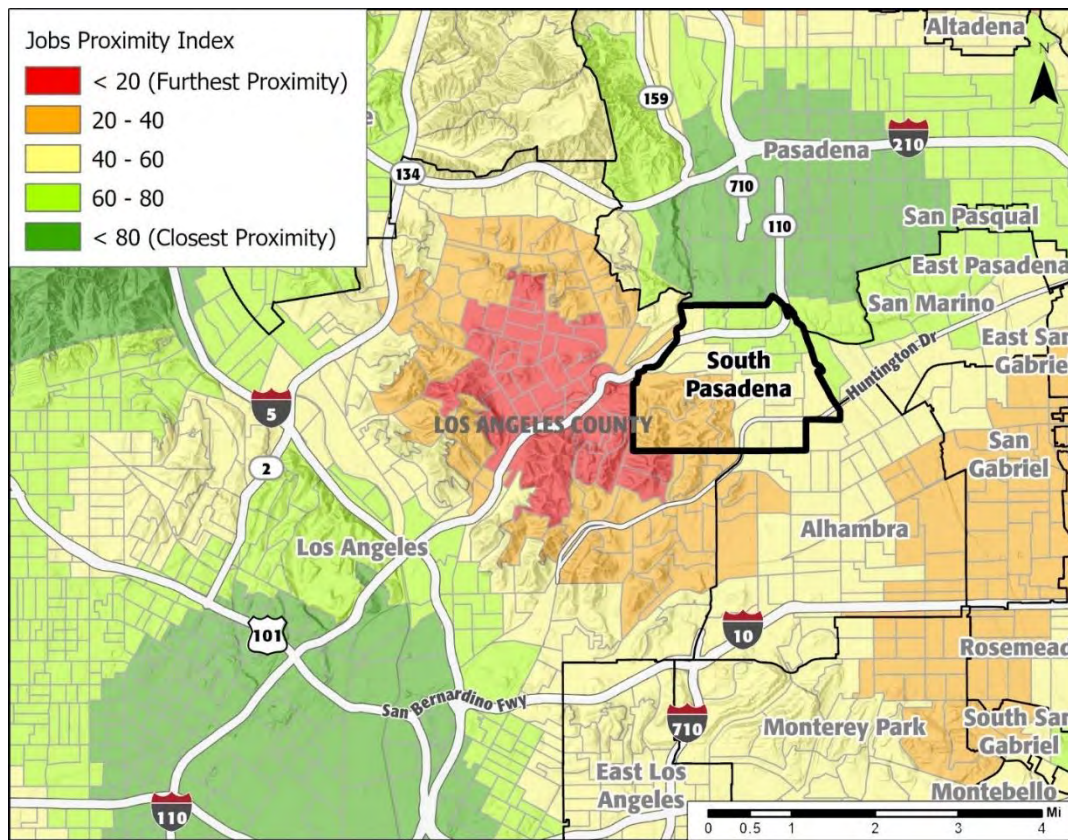 Jobs Proximity Index
< 20 (Furthest Proximity)
20 - 40
40 - 60
60 - 80
< 80 (Closest Proximity)
Altadena
N
159
Pasadena
210
134
710
110
San Pasqual
East Pasadena
San Marino
East San
Gabriel
Huntington Dr
South
Pasadena
LOS ANGELES COUNTY
5
2
San
Gabriel
Alhambra
Los Angeles
101
10
Rosemead
San Bernardino Fwy
710
Monterey Park
South San
Gabriel
East Los
Angeles
Montebello
110
Mi
0 0.5 1 2 3 4